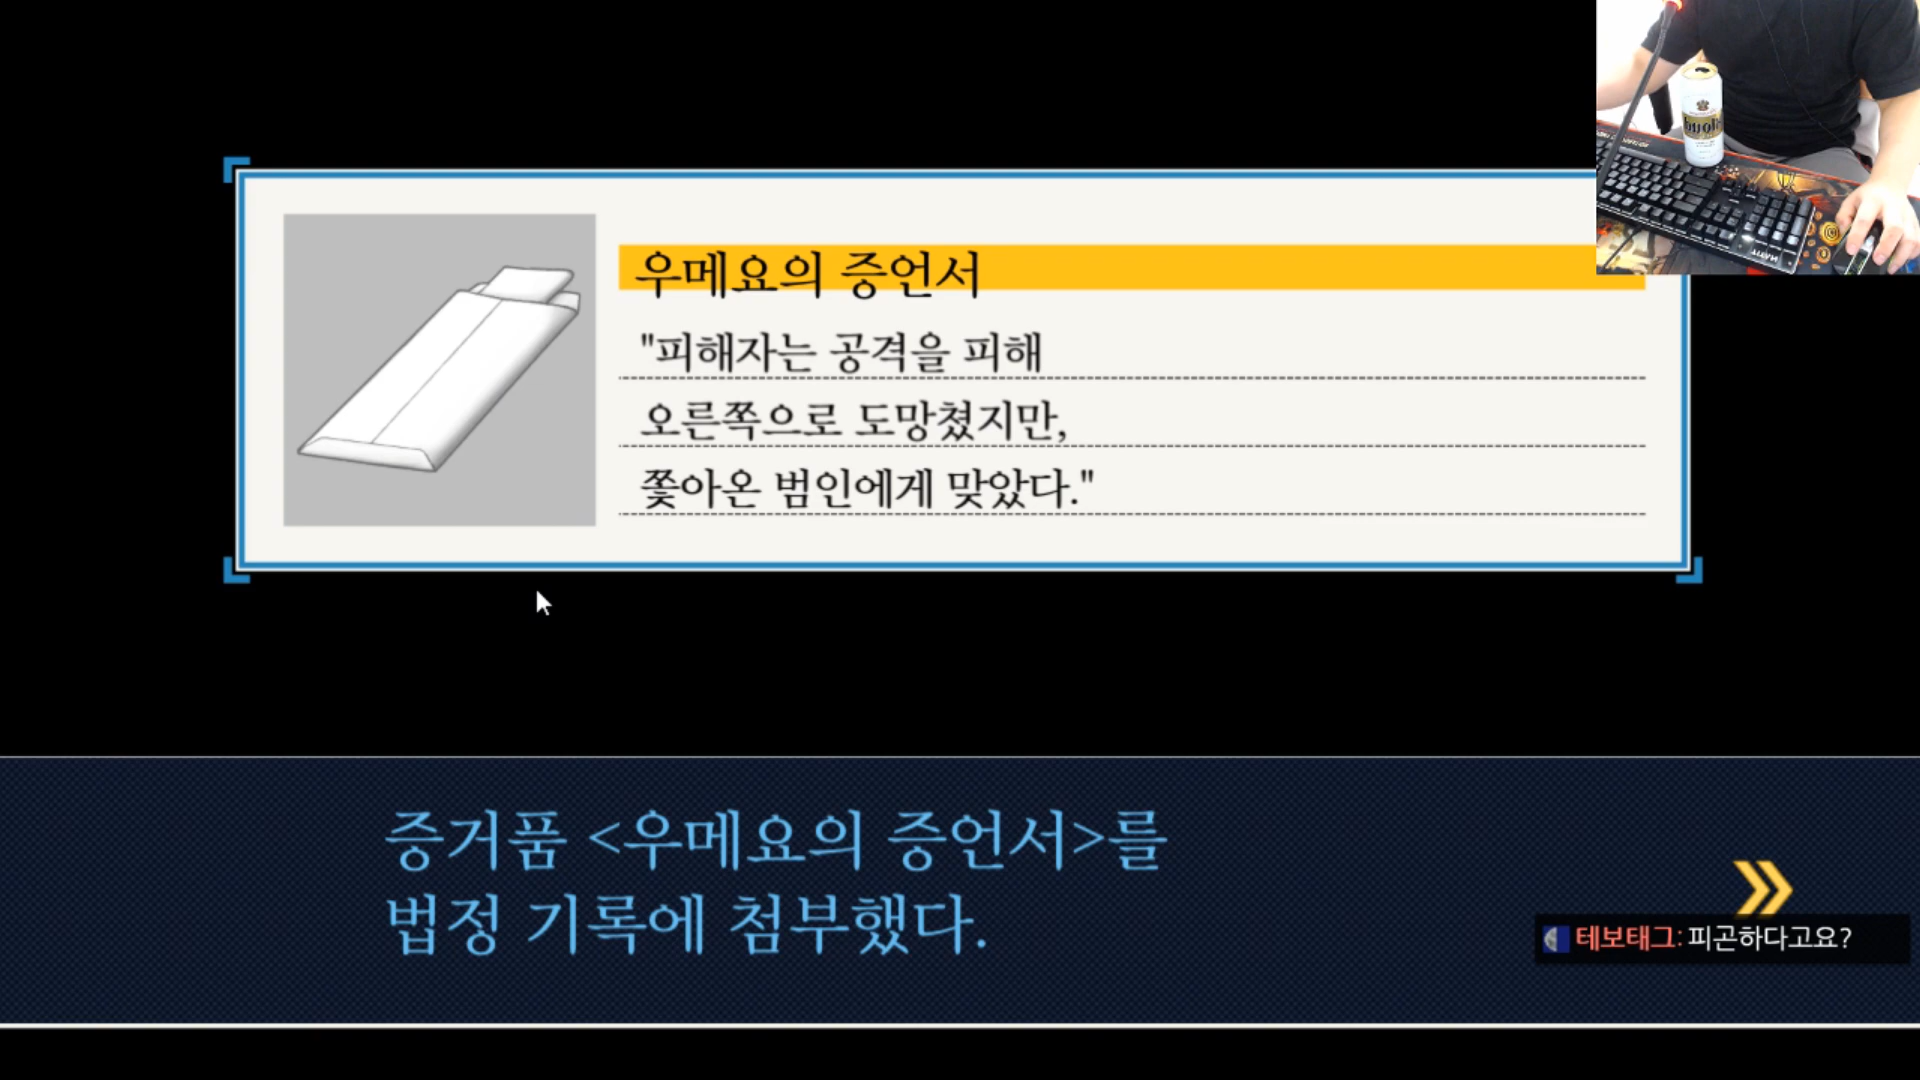 우메요의 증언서
"피해자는 공격을 피해
오른쪽으로 도망쳤지만,
쫓아온 범인에게 맞았다."
증거품 <우메요의 증언서>를
법정 기록에 첨부했다.
테보태그: 피곤하다고요?